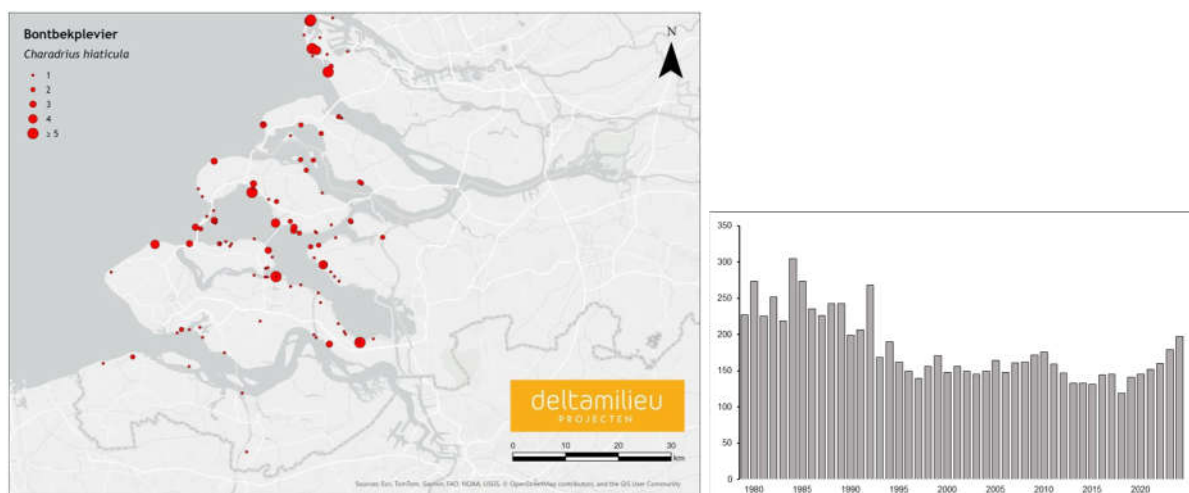 Bontbekplevier
Charadrius hiaticula
1
2
3
4
≥ 5
N
deltamilieu
PROJECTEN
0 10 20 30
km
Sources: Esri, TomTom, Garmin, FAO, NOAA, USGS, © OpenStreetMap contributors, and the GIS User Community
350
300
250
200
150
100
50
0
1980 1985 1990 1995 2000 2005 2010 2015 2020